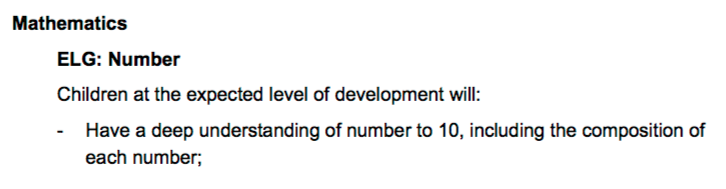 Mathematics
ELG: Number
Children at the expected level of development will:
- Have a deep understanding of number to 10, including the composition of
each number;